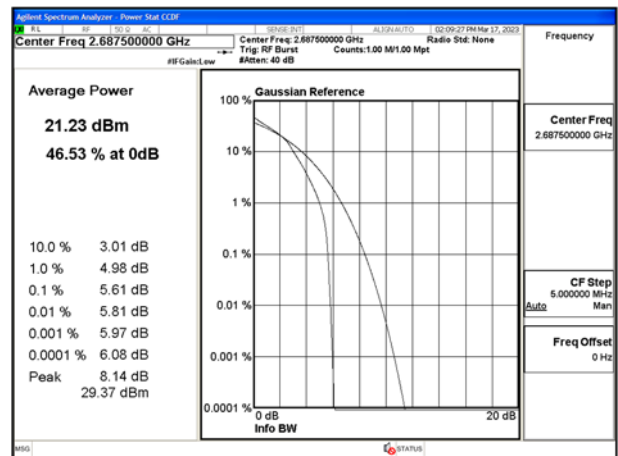 Agilent Spectrum Analyzer - Power Stat CCDF
RL RF 50 Ω AC SENSE:INT ALIGN AUTO 02:09:27 PM Mar 17, 2023
Center Freq 2.687500000 GHz
Center Freq: 2.687500000 GHz Radio Std: None
Trig: RF Burst Counts:1.00 M/1.00 Mpt
#IFGain:Low #Atten: 40 dB
Frequency
Average Power
21.23 dBm
46.53 % at 0dB
10.0 % 3.01 dB
1.0 % 4.98 dB
0.1 % 5.61 dB
0.01 % 5.81 dB
0.001 % 5.97 dB
0.0001 % 6.08 dB
Peak 8.14 dB
29.37 dBm
Gaussian Reference
100 %
10 %
1 %
0.1 %
0.01 %
0.001 %
0.0001 %
0 dB 20 dB
Info BW
Center Freq
2.687500000 GHz
CF Step
5.000000 MHz
Auto Man
Freq Offset
0 Hz
MSG STATUS